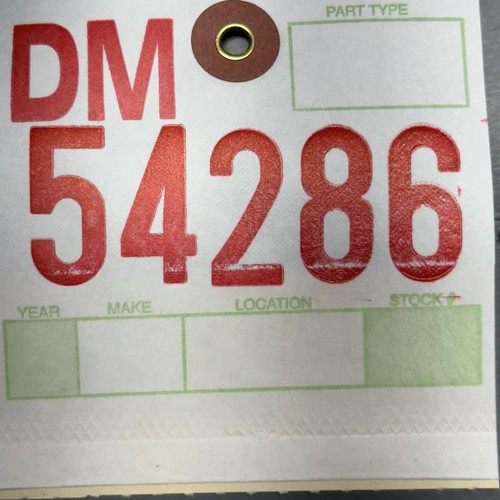 DM
PART TYPE
54286
YEAR MAKE LOCATION STOCK #